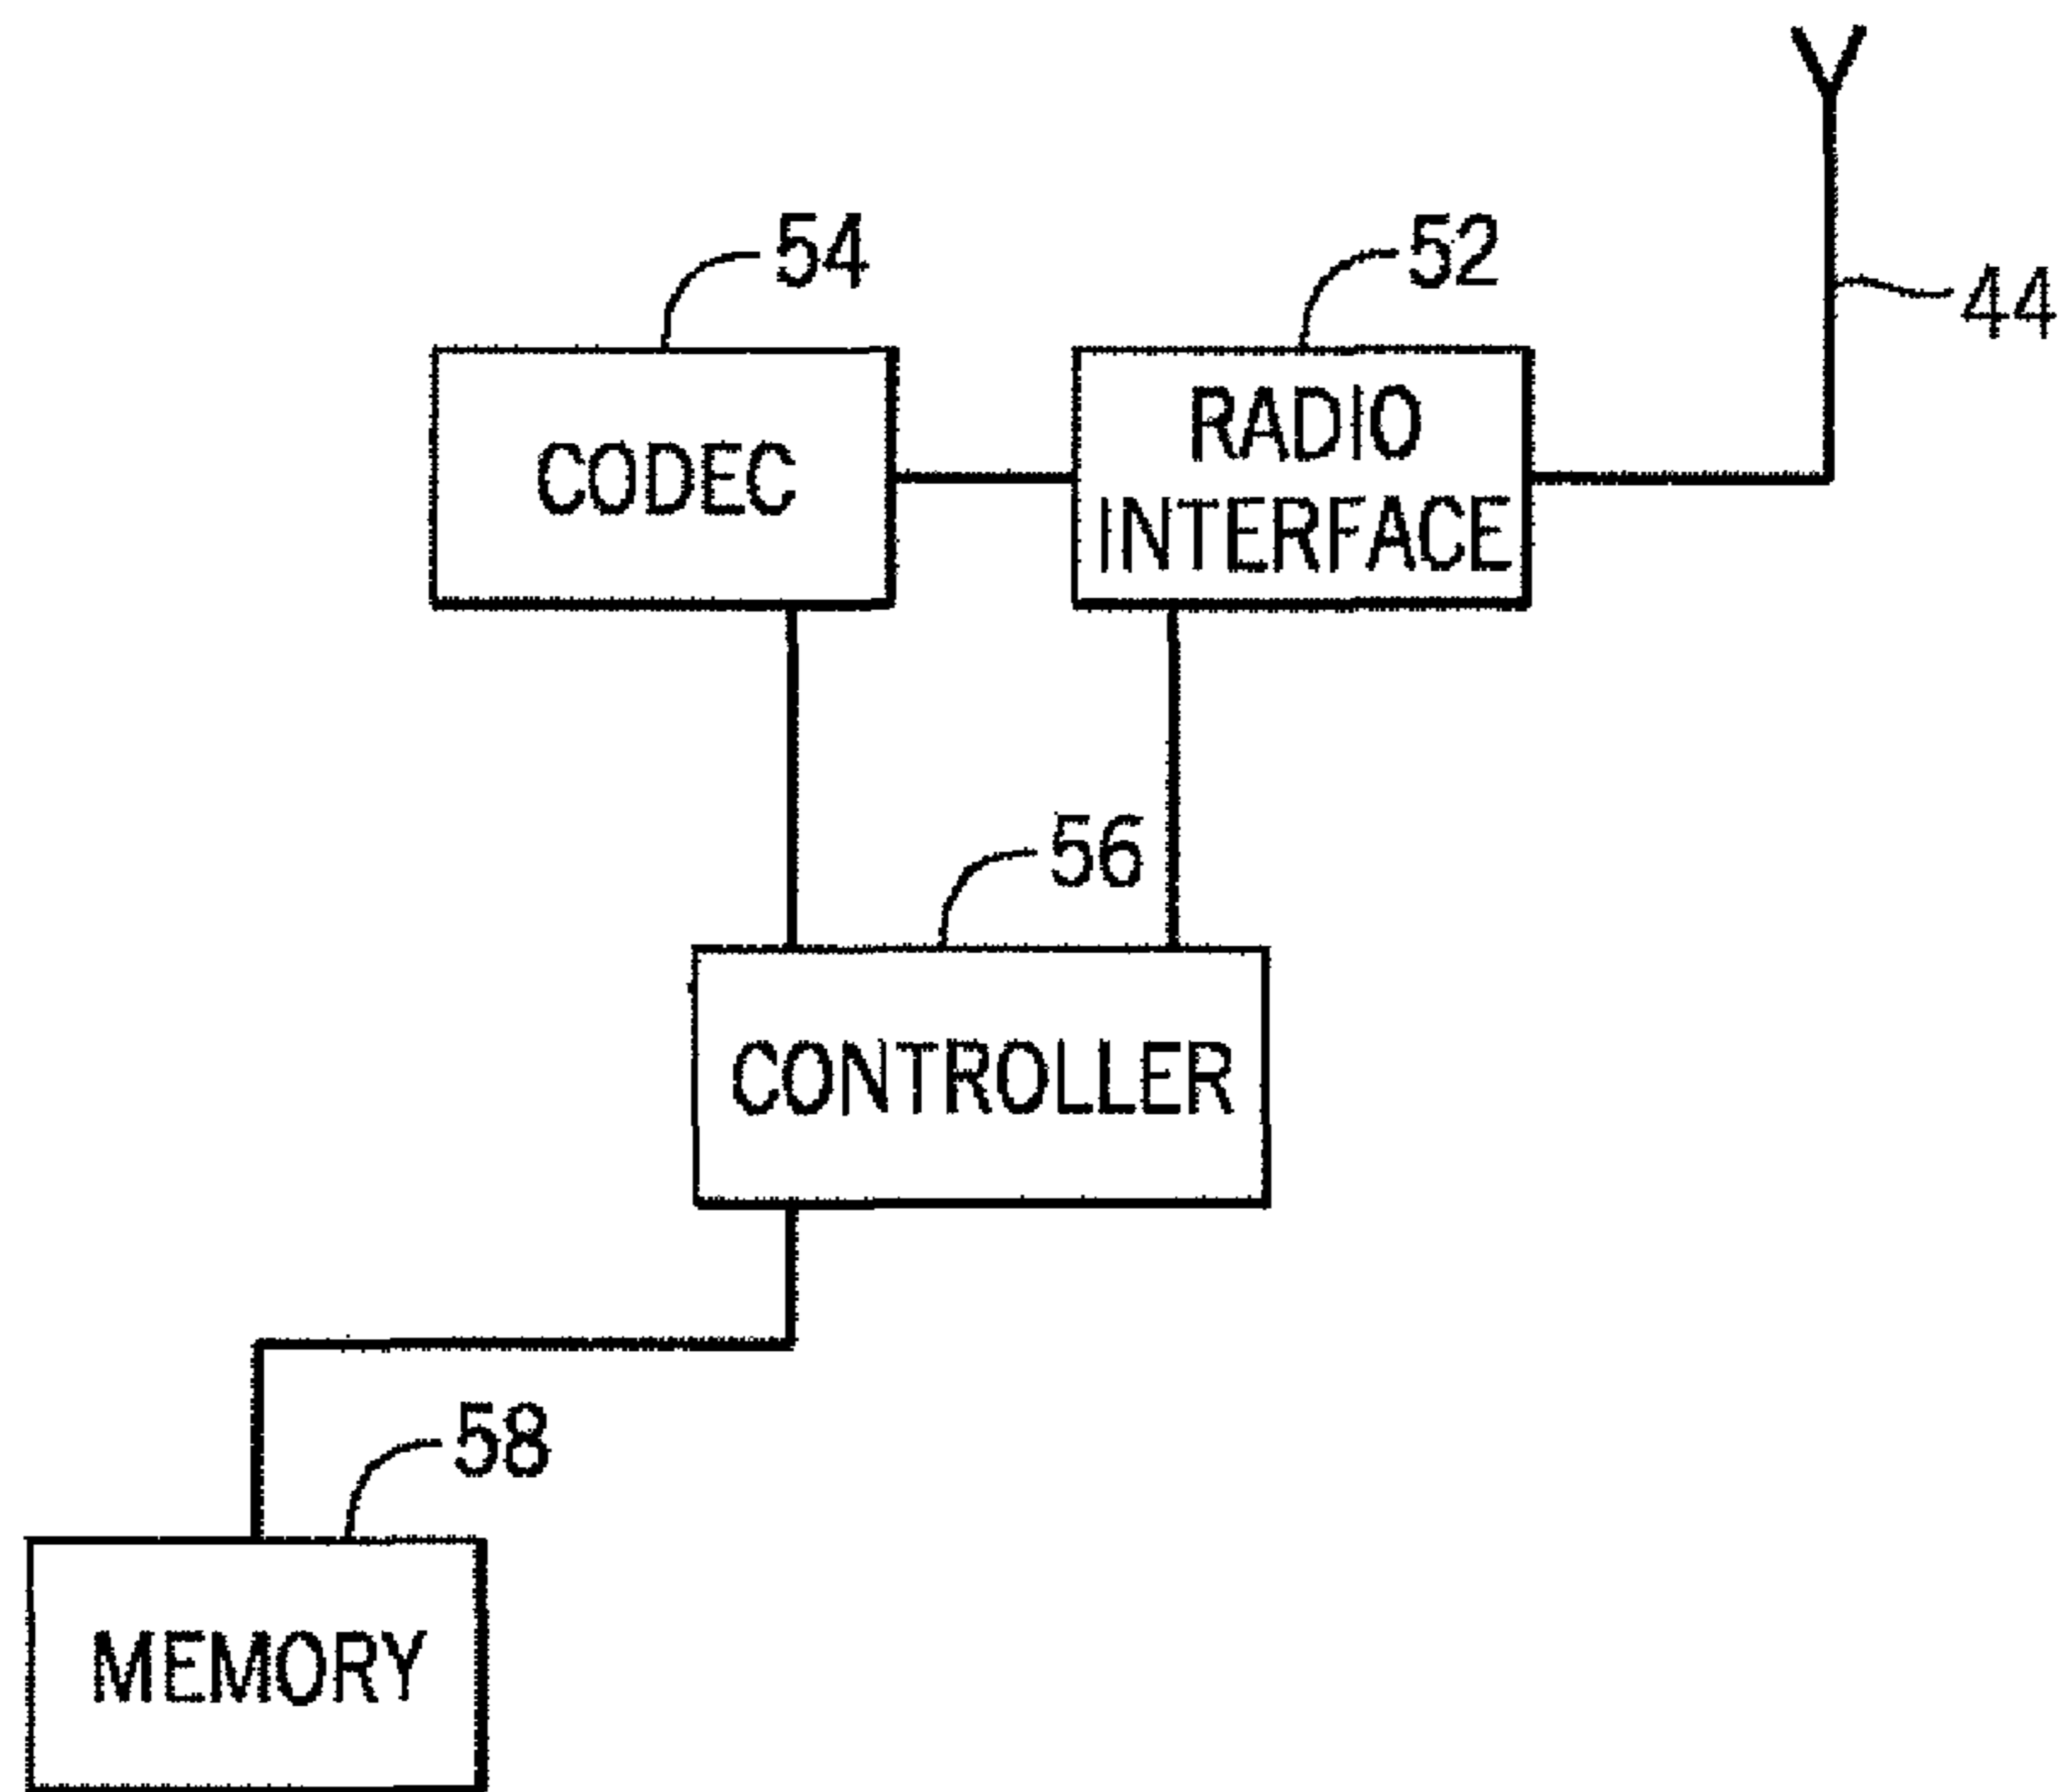 54
52
44
CODEC
RADIO
INTERFACE
56
CONTROLLER
58
MEMORY